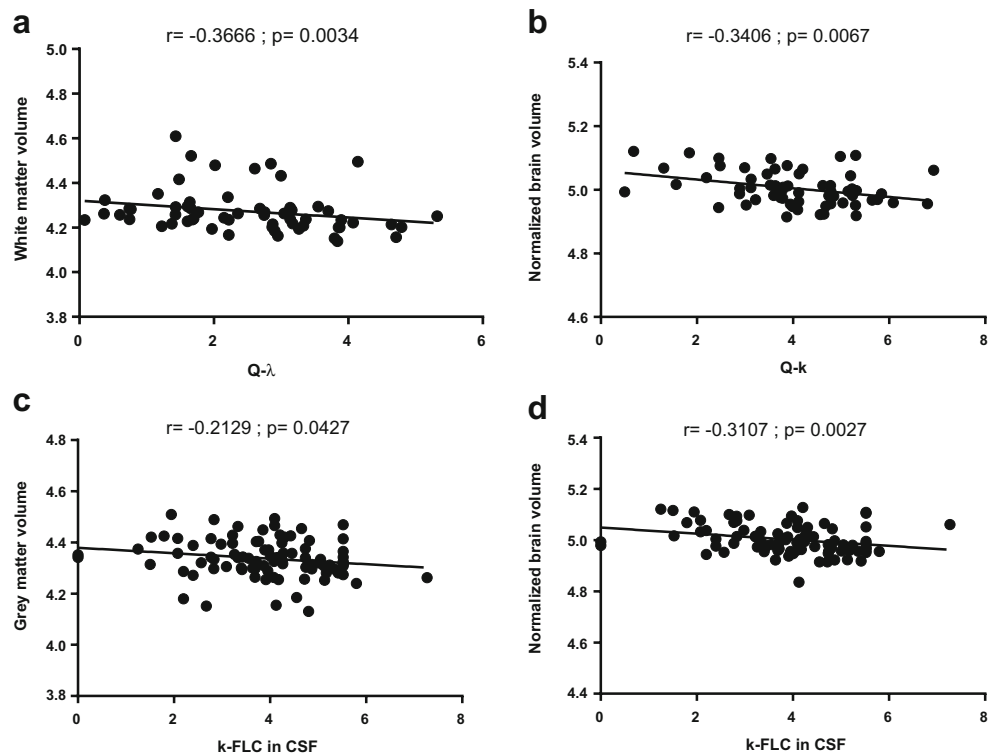 a
r= -0.3666 ; p= 0.0034
White matter volume
5.0
4.8
4.6
4.4
4.2
4.0
3.8
0 2 4 6
Q-λ
b
r= -0.3406 ; p= 0.0067
Normalized brain volume
5.4
5.2
5.0
4.8
4.6
0 2 4 6 8
Q-k
c
r= -0.2129 ; p= 0.0427
Grey matter volume
4.8
4.6
4.4
4.2
4.0
3.8
0 2 4 6 8
k-FLC in CSF
d
r= -0.3107 ; p= 0.0027
Normalized brain volume
5.4
5.2
5.0
4.8
4.6
4.4
0 2 4 6 8
k-FLC in CSF